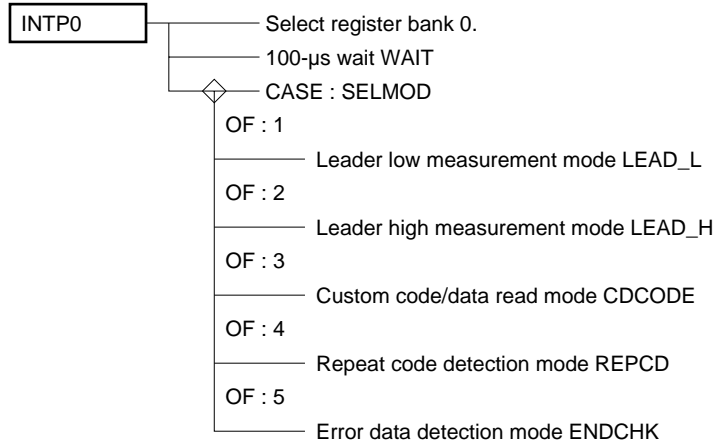 INTP0
Select register bank 0.
100-µs wait WAIT
CASE : SELMOD
OF : 1
Leader low measurement mode LEAD_L
OF : 2
Leader high measurement mode LEAD_H
OF : 3
Custom code/data read mode CDCODE
OF : 4
Repeat code detection mode REPCD
OF : 5
Error data detection mode ENDCHK